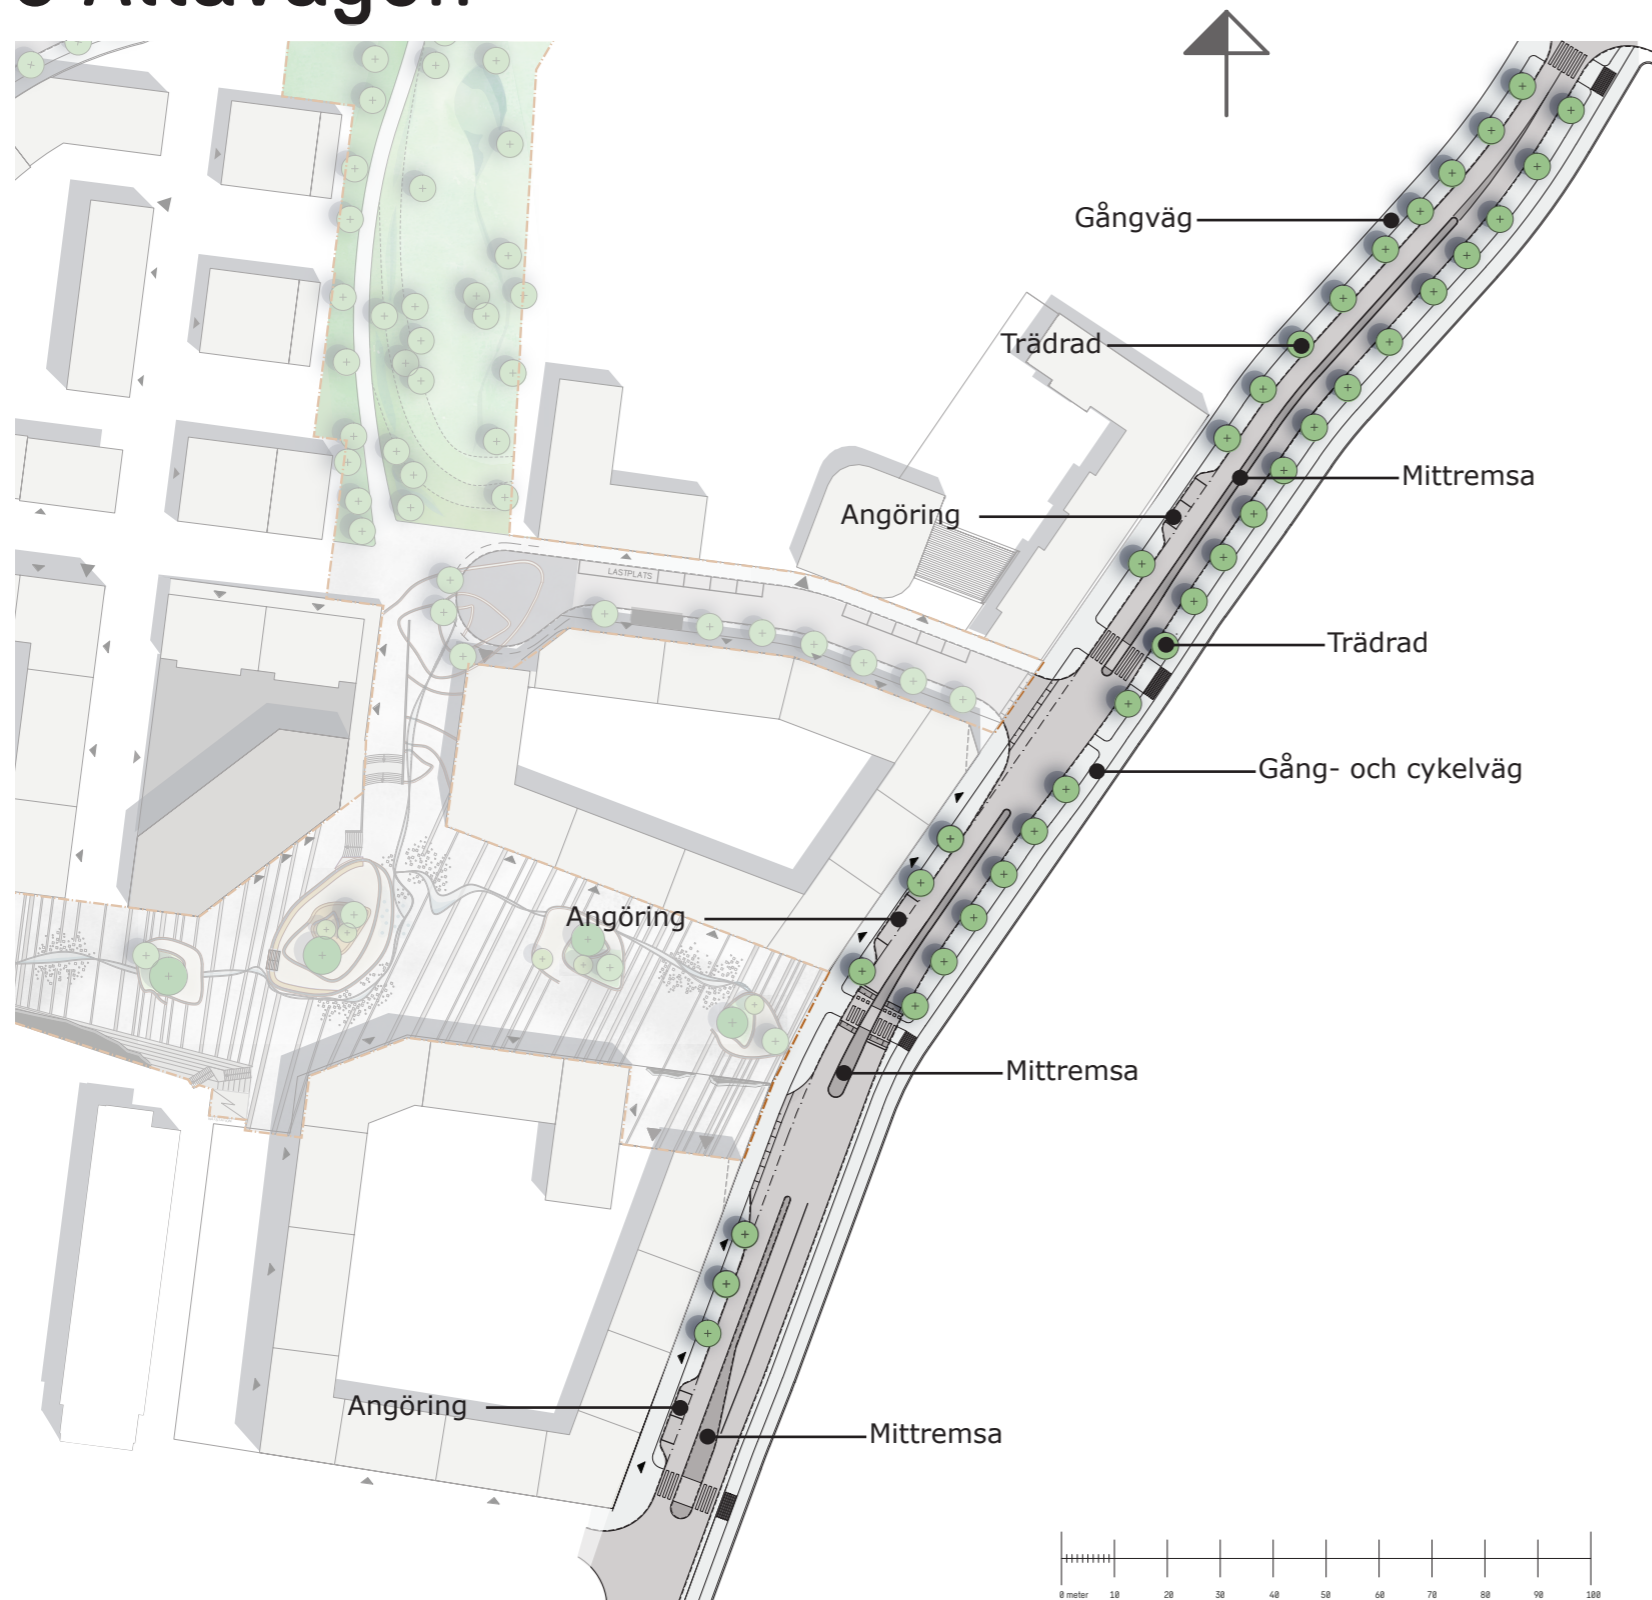 Ältavägen
Gångväg
Trädrad
Mittremsa
Angöring
LASTPLATS
Trädrad
Gång- och cykelväg
Angöring
Mittremsa
Angöring
Mittremsa
0 meter 10 20 30 40 50 60 70 80 90 100